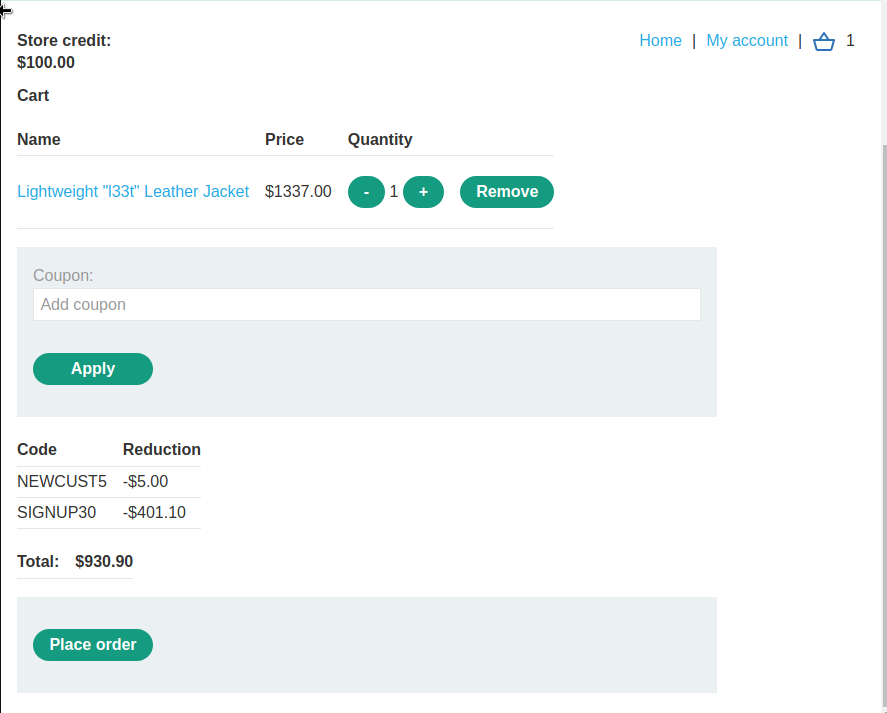 Store credit:
$100.00
Home | My account | 1
Cart
Name Price Quantity
Lightweight "l33t" Leather Jacket $1337.00 - 1 + Remove
Coupon:
Add coupon
Apply
Code Reduction
NEWCUST5 -$5.00
SIGNUP30 -$401.10
Total: $930.90
Place order